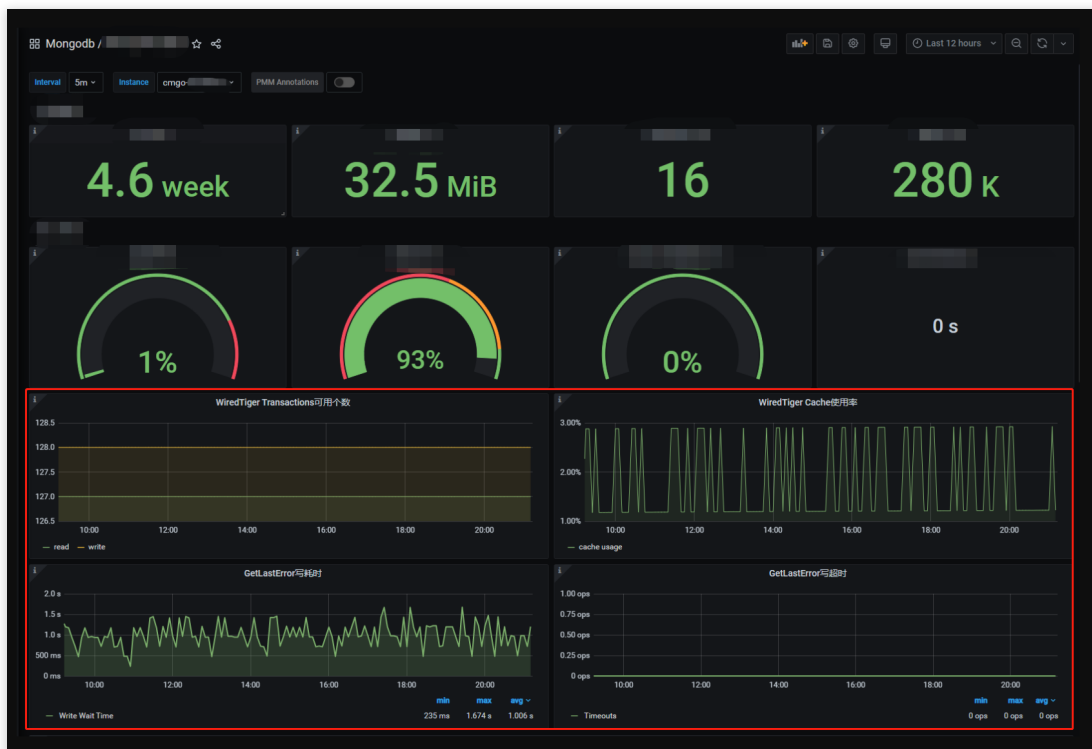 Mongodb /
Last 12 hours
Interval 5m Instance cmgo- PMM Annotations
4.6 week
32.5 MiB
16
280 K
1%
93%
0%
0 s
WiredTiger Transactions可用个数
128.5
128.0
127.5
127.0
126.5
10:00 12:00 14:00 16:00 18:00 20:00
read write
WiredTiger Cache使用率
3.00%
2.00%
1.00%
10:00 12:00 14:00 16:00 18:00 20:00
cache usage
GetLastError写耗时
2.0 s
1.5 s
1.0 s
500 ms
0 ms
10:00 12:00 14:00 16:00 18:00 20:00
min max avg
Write Wait Time 235 ms 1.674 s 1.006 s
GetLastError写超时
1.00 ops
0.75 ops
0.50 ops
0.25 ops
0 ops
10:00 12:00 14:00 16:00 18:00 20:00
min max avg
Timeouts 0 ops 0 ops 0 ops